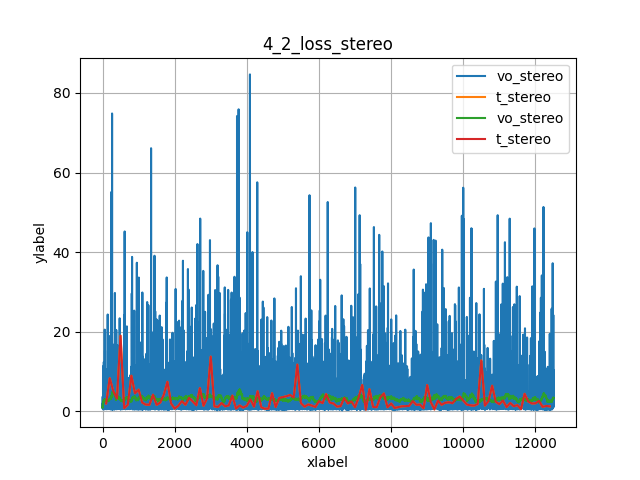 4_2_loss_stereo
vo_stereo
t_stereo
vo_stereo
t_stereo
ylabel
80
60
40
20
0
0 2000 4000 6000 8000 10000 12000
xlabel